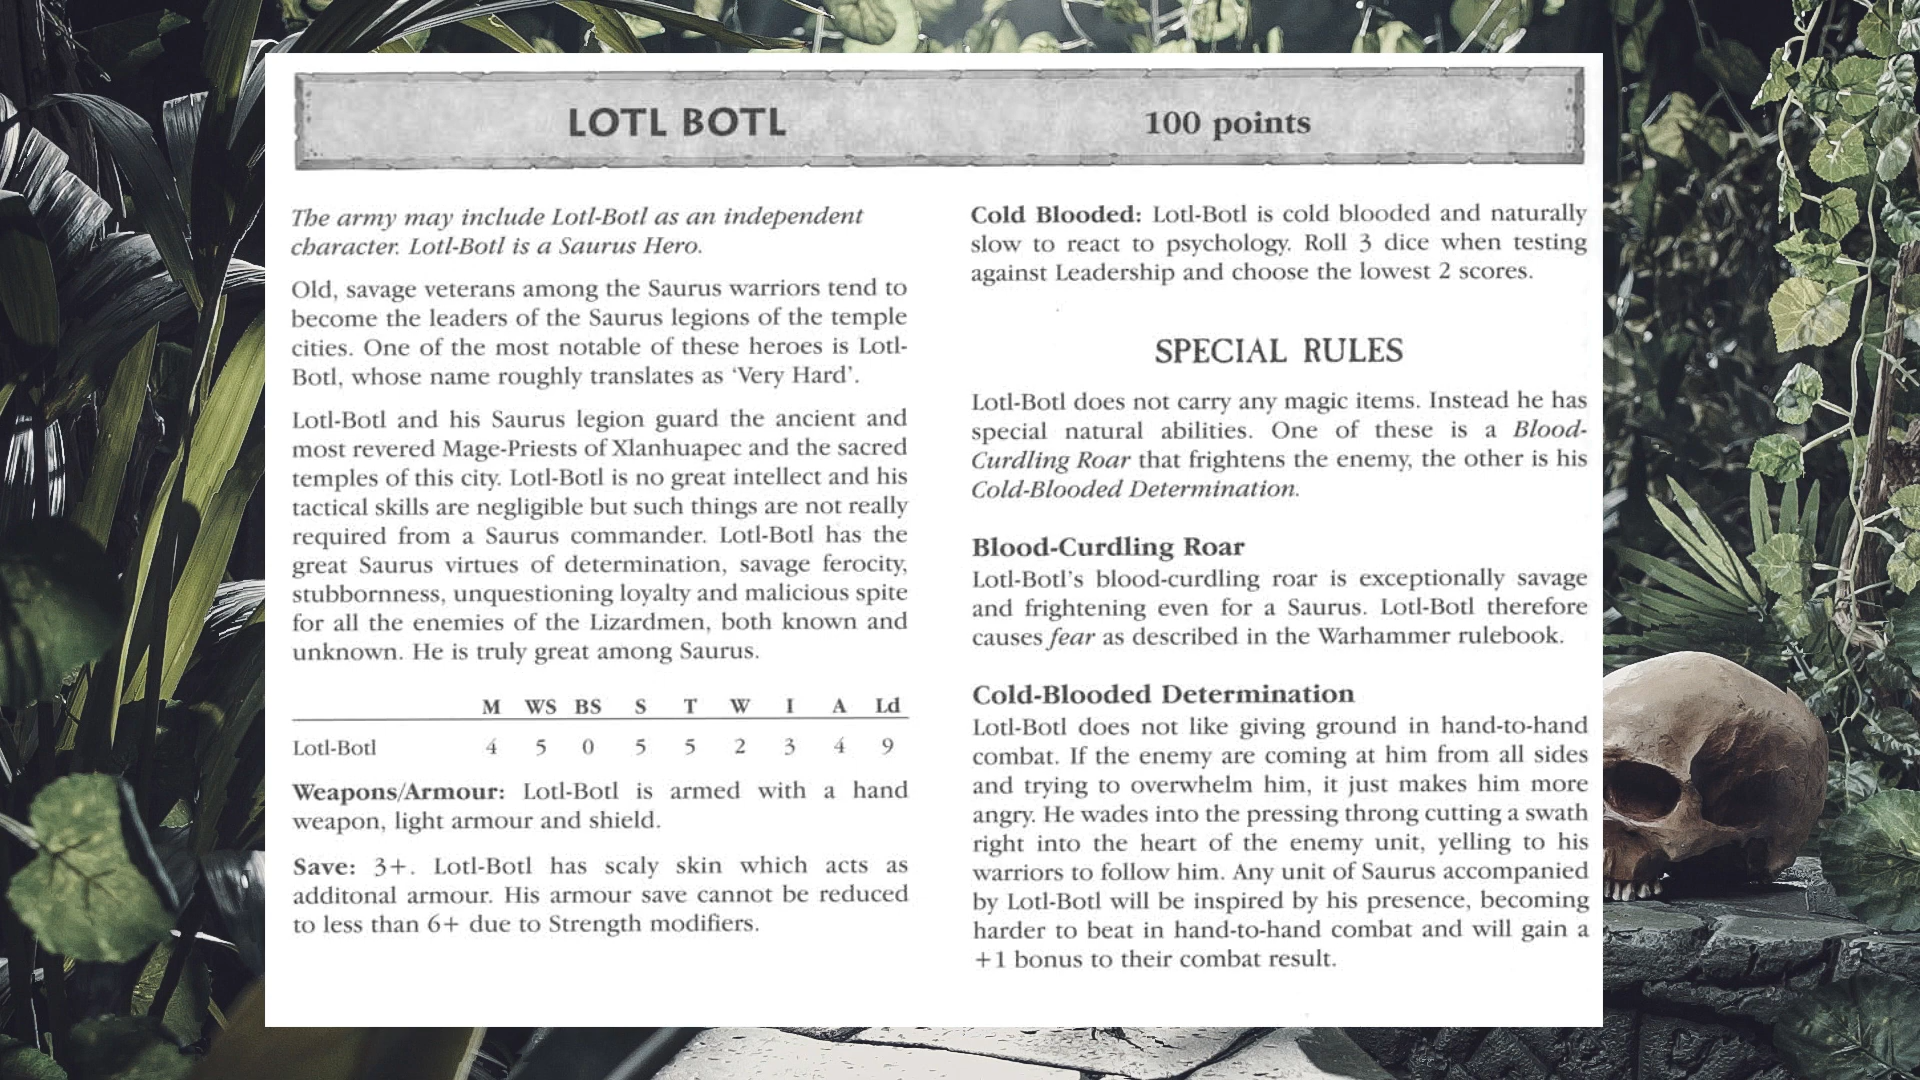 LOTL BOTL
100 points
The army may include Lotl-Botl as an independent
character. Lotl-Botl is a Saurus Hero.
Old, savage veterans among the Saurus warriors tend to
become the leaders of the Saurus legions of the temple
cities. One of the most notable of these heroes is Lotl-
Botl, whose name roughly translates as ‘Very Hard’.
Lotl-Botl and his Saurus legion guard the ancient and
most revered Mage-Priests of Xlanhuapec and the sacred
temples of this city. Lotl-Botl is no great intellect and his
tactical skills are negligible but such things are not really
required from a Saurus commander. Lotl-Botl has the
great Saurus virtues of determination, savage ferocity,
stubbornness, unquestioning loyalty and malicious spite
for all the enemies of the Lizardmen, both known and
unknown. He is truly great among Saurus.
M WS BS S T W I A Ld
Lotl-Botl 4 5 0 5 5 2 3 4 9
Weapons/Armour: Lotl-Botl is armed with a hand
weapon, light armour and shield.
Save: 3+. Lotl-Botl has scaly skin which acts as
additonal armour. His armour save cannot be reduced
to less than 6+ due to Strength modifiers.
Cold Blooded: Lotl-Botl is cold blooded and naturally
slow to react to psychology. Roll 3 dice when testing
against Leadership and choose the lowest 2 scores.
SPECIAL RULES
Lotl-Botl does not carry any magic items. Instead he has
special natural abilities. One of these is a Blood-
Curdling Roar that frightens the enemy, the other is his
Cold-Blooded Determination.
Blood-Curdling Roar
Lotl-Botl’s blood-curdling roar is exceptionally savage
and frightening even for a Saurus. Lotl-Botl therefore
causes fear as described in the Warhammer rulebook.
Cold-Blooded Determination
Lotl-Botl does not like giving ground in hand-to-hand
combat. If the enemy are coming at him from all sides
and trying to overwhelm him, it just makes him more
angry. He wades into the pressing throng cutting a swath
right into the heart of the enemy unit, yelling to his
warriors to follow him. Any unit of Saurus accompanied
by Lotl-Botl will be inspired by his presence, becoming
harder to beat in hand-to-hand combat and will gain a
+1 bonus to their combat result.